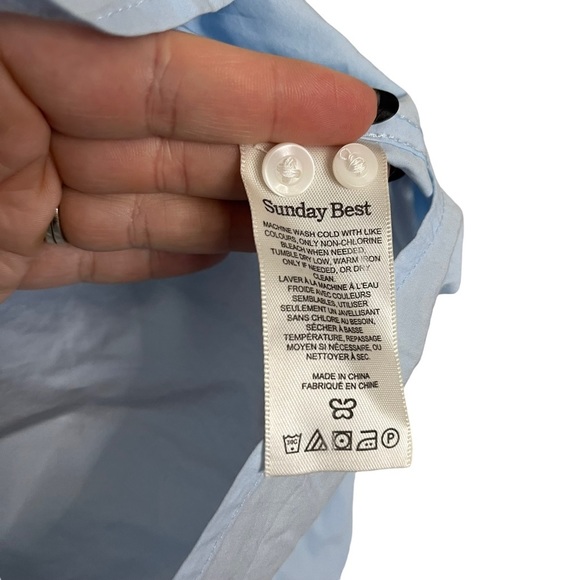 Sunday Best
MACHINE WASH COLD WITH LIKE
COLOURS, ONLY NON-CHLORINE
BLEACH WHEN NEEDED
TUMBLE DRY LOW, WARM IRON
ONLY IF NEEDED, OR DRY
CLEAN.
LAVER À LA MACHINE À L'EAU
FROIDE AVEC COULEURS
SEMBLABLES, UTILISER
SEULEMENT UN JAVELLISANT
SANS CHLORE AU BESOIN,
SÉCHER À BASSE
TEMPÉRATURE, REPASSAGE
MOYEN SI NÉCESSAIRE, OU
NETTOYER À SEC.
MADE IN CHINA
FABRIQUÉ EN CHINE
30C P